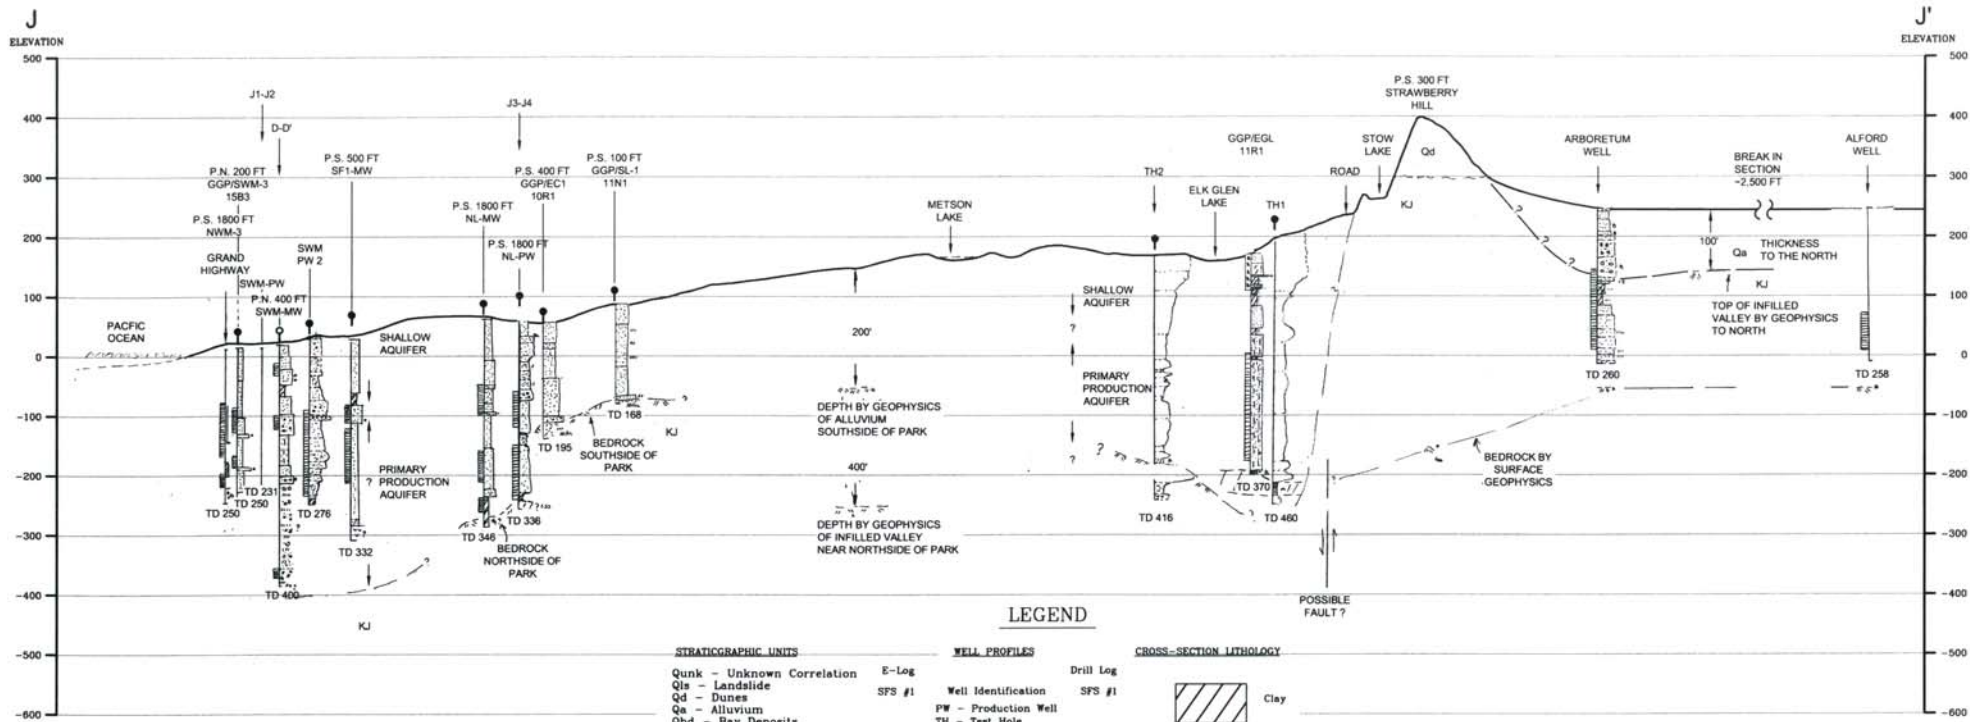 J
J'
ELEVATION
ELEVATION
500
400
300
200
100
0
-100
-200
-300
-400
-500
-600
500
400
300
200
100
0
-100
-200
-300
-400
-500
-600
J1-J2
D-D'
P.N. 200 FT
GGP/SWM-3
15B3
P.S. 1800 FT
NWM-3
GRAND
HIGHWAY
SWM-PW
P.N. 400 FT
SWM-MW
SWM
PW 2
P.S. 500 FT
SF1-MW
PACFIC
OCEAN
SHALLOW
AQUIFER
?
PRIMARY
PRODUCTION
AQUIFER
TD 250
TD 250
TD 231
TD 400
TD 276
TD 332
?
KJ
J3-J4
P.S. 1800 FT
NL-MW
P.S. 400 FT
GGP/EC1
10R1
P.S. 1800 FT
NL-PW
P.S. 100 FT
GGP/SL-1
11N1
TD 346
TD 336
TD 195
TD 168
?
KJ
BEDROCK
SOUTHSIDE OF
PARK
BEDROCK
NORTHSIDE OF
PARK
METSON
LAKE
200'
DEPTH BY GEOPHYSICS
OF ALLUVIUM
SOUTHSIDE OF PARK
400'
DEPTH BY GEOPHYSICS
OF INFILLED VALLEY
NEAR NORTHSIDE OF PARK
SHALLOW
AQUIFER
?
PRIMARY
PRODUCTION
AQUIFER
?
?
TH2
ELK GLEN
LAKE
GGP/EGL
11R1
TH1
ROAD
STOW
LAKE
P.S. 300 FT
STRAWBERRY
HILL
Qd
KJ
?
?
?
?
?
TD 416
TD 370
TD 460
POSSIBLE
FAULT ?
ARBORETUM
WELL
TD 260
BREAK IN
SECTION
~2,500 FT
100'
Qa
THICKNESS
TO THE NORTH
KJ
TOP OF INFILLED
VALLEY BY GEOPHYSICS
TO NORTH
BEDROCK BY
SURFACE
GEOPHYSICS
ALFORD
WELL
TD 258
LEGEND
STRATICGRAPHIC UNITS
Qunk - Unknown Correlation
Qls - Landslide
Qd - Dunes
Qa - Alluvium
Qbd - Bay Deposits
WELL PROFILES
E-Log
Drill Log
SFS #1
Well Identification
SFS #1
PW - Production Well
TH - Test Hole
CROSS-SECTION LITHOLOGY
Clay